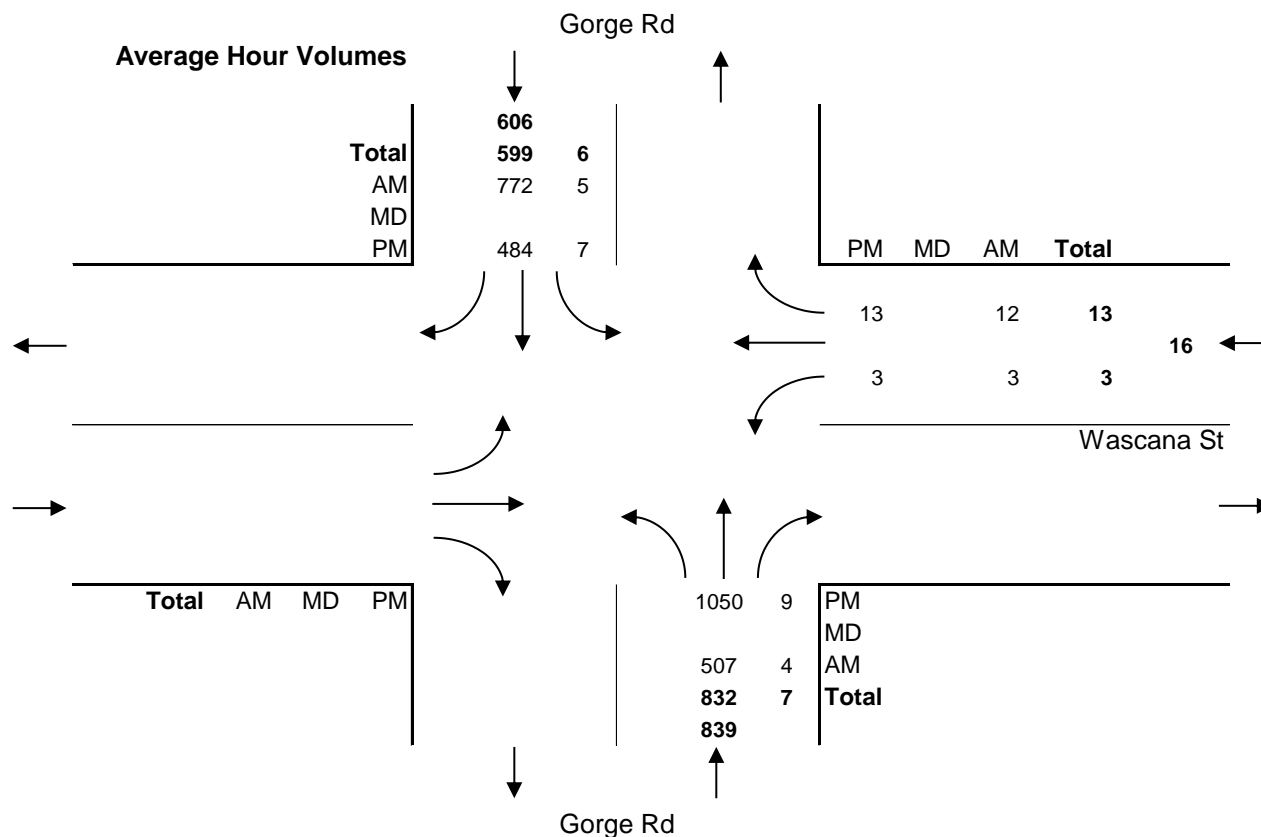 Gorge Rd
Average Hour Volumes
606
Total 599 6
AM 772 5
MD
PM 484 7
PM MD AM Total
13 12 13
16
3 3 3
Wascana St
Total AM MD PM
1050 9 PM
MD
507 4 AM
832 7 Total
839
Gorge Rd